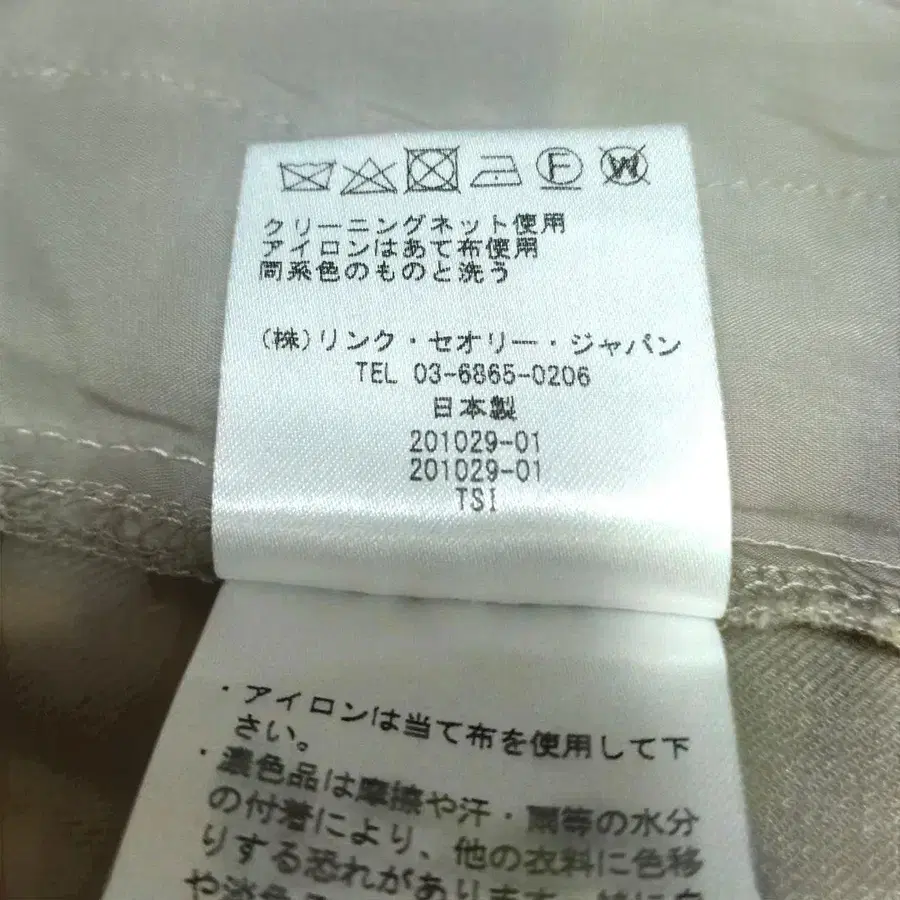 F W
クリーニングネット使用
アイロンはあて布使用
同系色のものと洗う
(株)リンク・セオリー・ジャパン
TEL 03-6865-0206
日本製
201029-01
201029-01
TSI
・アイロンは当て布を使用して下
さい。
・濃色品は摩擦や汗・雨等の水分
の付着により、他の衣料に色移
りする恐れがあります
や淡色